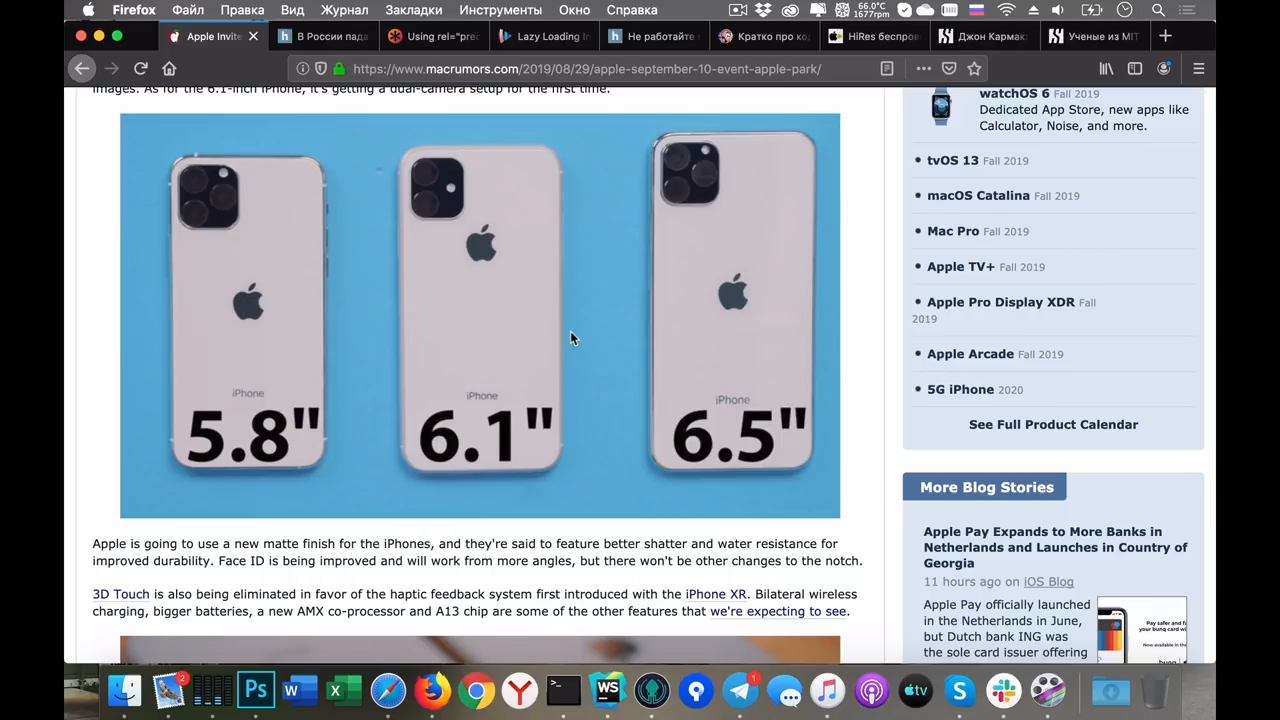 Firefox Файл Правка Вид Журнал Закладки Инструменты Окно Справка 66.0°C 1677rpm
Apple Invite
В России пада
Using rel="prec
Lazy Loading In
Не работайте
Кратко про ко
HiRes беспров
Джон Кармак:
Ученые из MIT
https://www.macrumors.com/2019/08/29/apple-september-10-event-apple-park/
images. As for the 6.1-inch iPhone, it's getting a dual-camera setup for the first time.
iPhone
iPhone
iPhone
5.8"
6.1"
6.5"
Apple is going to use a new matte finish for the iPhones, and they're said to feature better shatter and water resistance for
improved durability. Face ID is being improved and will work from more angles, but there won't be other changes to the notch.
3D Touch is also being eliminated in favor of the haptic feedback system first introduced with the iPhone XR. Bilateral wireless
charging, bigger batteries, a new AMX co-processor and A13 chip are some of the other features that we're expecting to see.
watchOS 6 Fall 2019
Dedicated App Store, new apps like
Calculator, Noise, and more.
tvOS 13 Fall 2019
macOS Catalina Fall 2019
Mac Pro Fall 2019
Apple TV+ Fall 2019
Apple Pro Display XDR Fall
2019
Apple Arcade Fall 2019
5G iPhone 2020
See Full Product Calendar
More Blog Stories
Apple Pay Expands to More Banks in
Netherlands and Launches in Country of
Georgia
11 hours ago on iOS Blog
Apple Pay officially launched
in the Netherlands in June,
but Dutch bank ING was
the sole card issuer offering
2
Ps
W
X
Y
WS
1
tv
S